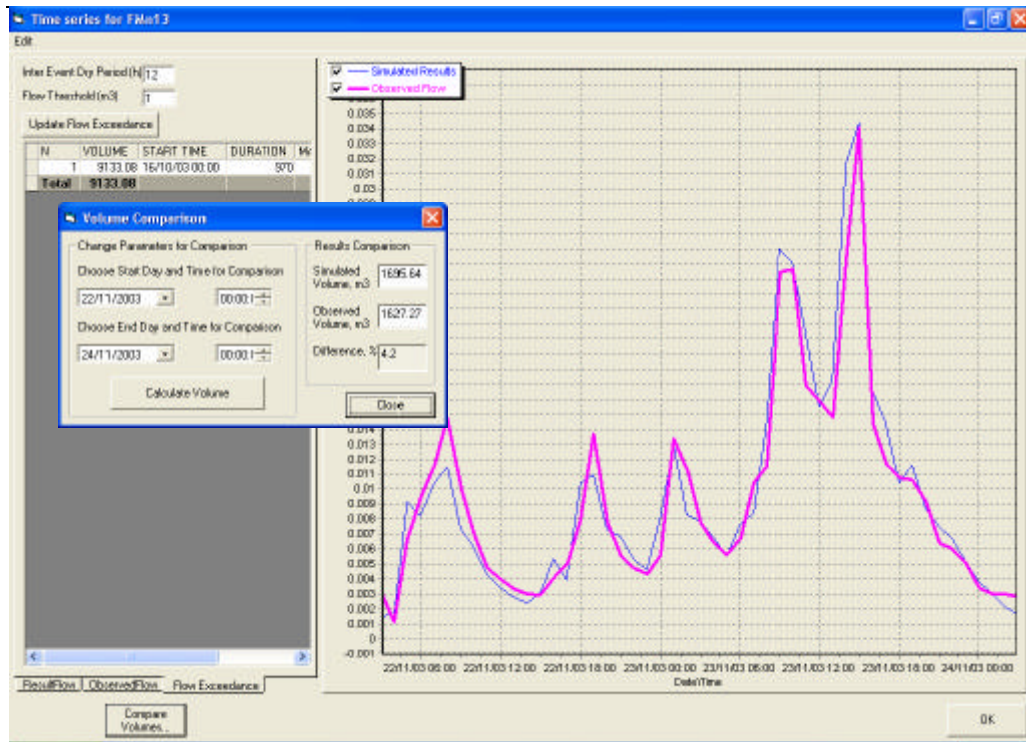 Time series for FMn13
Edit
Inter Event Dry Period(h) 12
Flow Threshold(m3) 1
Update Flow Exceedance
N VOLUME START TIME DURATION
1 9133.08 16/10/03 00:00 970
Total 9133.08
Simulated Results
Observed Flow
0.035
0.034
0.033
0.032
0.031
0.03
Volume Comparison
Change Parameters for Comparison
Choose Start Day and Time for Comparison
22/11/2003 00:00:
Choose End Day and Time for Comparison
24/11/2003 00:00:
Calculate Volume
Results Comparison
Simulated Volume, m3 1695.64
Observed Volume, m3 1627.27
Difference, % 4.2
Close
0.014
0.013
0.012
0.011
0.01
0.009
0.008
0.007
0.006
0.005
0.004
0.003
0.002
0.001
0
-0.001
22/11/03 06:00 22/11/03 12:00 22/11/03 18:00 23/11/03 00:00 23/11/03 06:00 23/11/03 12:00 23/11/03 18:00 24/11/03 00:00
Date\Time
ResultFlow ObservedFlow Flow Exceedance
Compare Volumes...
OK